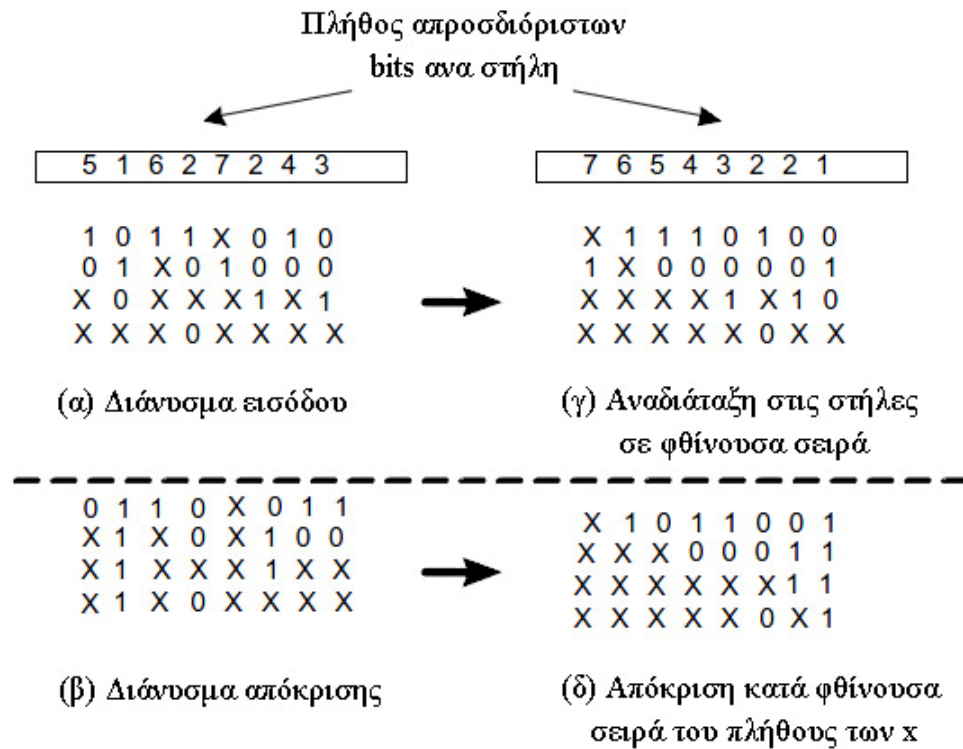 Πλήθος απροσδιόριστων
bits ανα στήλη
5 1 6 2 7 2 4 3
7 6 5 4 3 2 2 1
1 0 1 1 X 0 1 0
0 1 X 0 1 0 0 0
X 0 X X X 1 X 1
X X X 0 X X X X
X 1 1 1 0 1 0 0
1 X 0 0 0 0 0 1
X X X X 1 X 1 0
X X X X X 0 X X
(α) Διάνυσμα εισόδου
(γ) Αναδιάταξη στις στήλες
σε φθίνουσα σειρά
0 1 1 0 X 0 1 1
X 1 X 0 X 1 0 0
X 1 X X X 1 X X
X 1 X 0 X X X X
X 1 0 1 1 0 0 1
X X X 0 0 0 1 1
X X X X X X 1 1
X X X X X 0 X 1
(β) Διάνυσμα απόκρισης
(δ) Απόκριση κατά φθίνουσα
σειρά του πλήθους των x